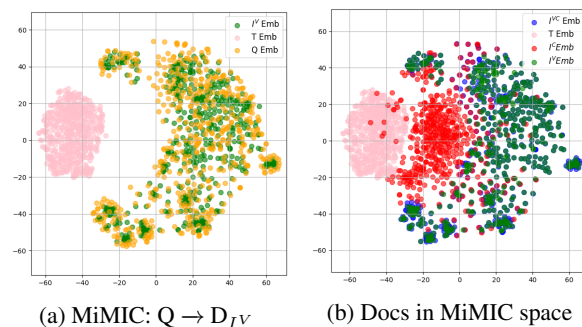 I^V Emb
T Emb
Q Emb
60
40
20
0
−20
−40
−60
−60 −40 −20 0 20 40 60
(a) MiMIC: Q → D_{IV}
I^{VC} Emb
T Emb
I^C Emb
I^V Emb
60
40
20
0
−20
−40
−60
−60 −40 −20 0 20 40 60
(b) Docs in MiMIC space